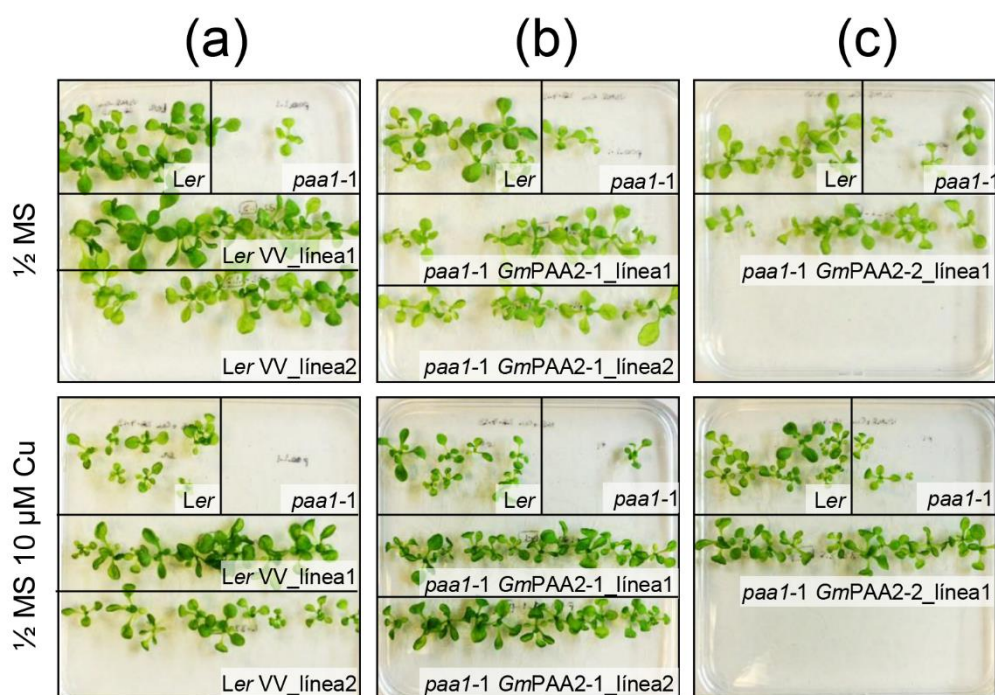 (a) (b) (c)
½ MS
Ler paa1-1
Ler VV_línea1
Ler VV_línea2
Ler paa1-1
paa1-1 GmPAA2-1_línea1
paa1-1 GmPAA2-1_línea2
Ler paa1-1
paa1-1 GmPAA2-2_línea1
½ MS 10 µM Cu
Ler paa1-1
Ler VV_línea1
Ler VV_línea2
Ler paa1-1
paa1-1 GmPAA2-1_línea1
paa1-1 GmPAA2-1_línea2
Ler paa1-1
paa1-1 GmPAA2-2_línea1